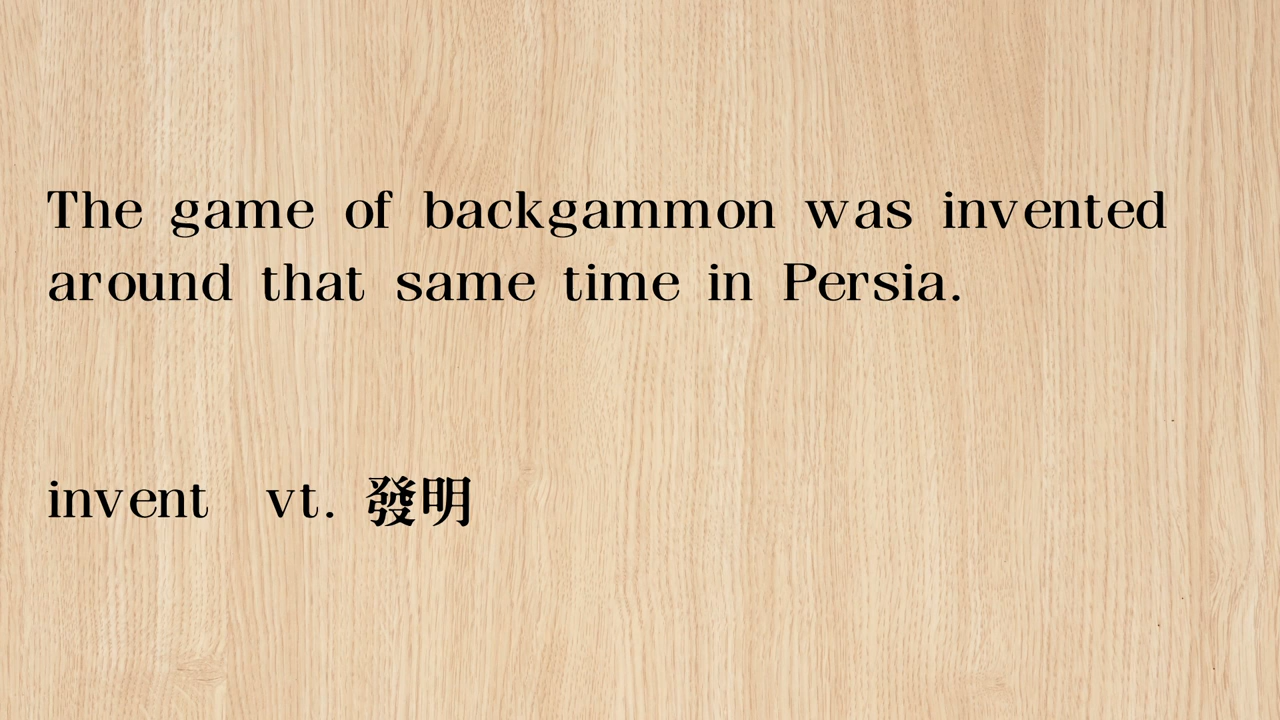 The game of backgammon was invented
around that same time in Persia.
invent vt. 發明